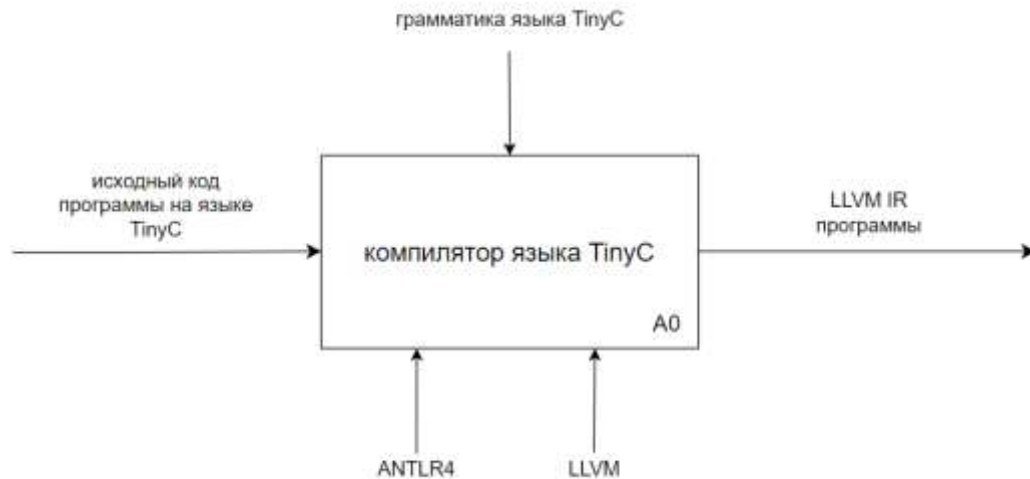 грамматика языка TinyC
исходный код
программы на языке
TinyC
компилятор языка TinyC
A0
LLVM IR
программы
ANTLR4
LLVM